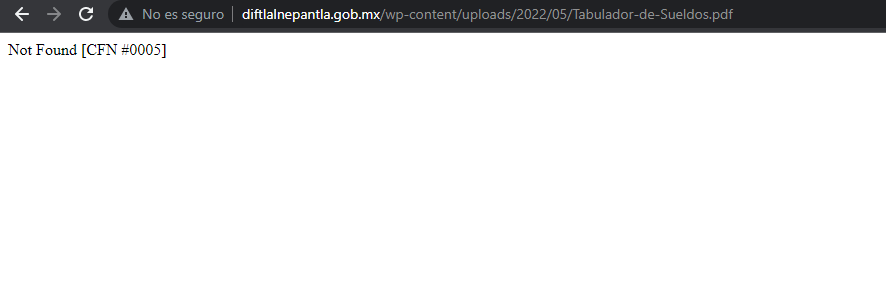 No es seguro | diftlalnepantla.gob.mx/wp-content/uploads/2022/05/Tabulador-de-Sueldos.pdf
Not Found [CFN #0005]